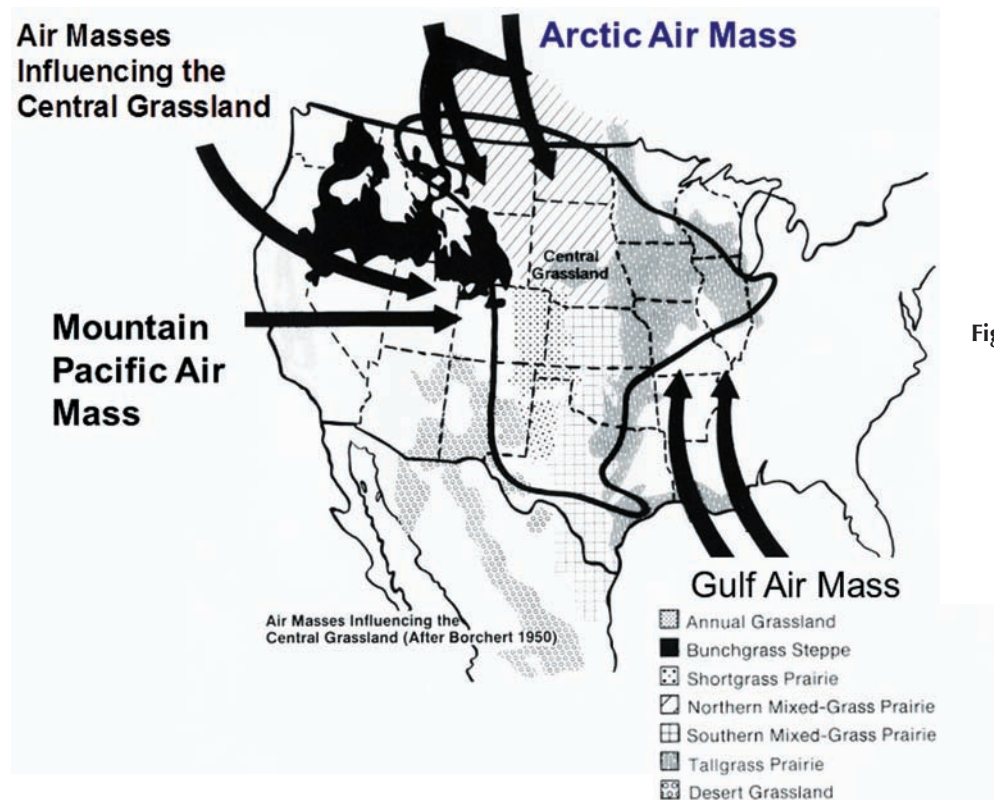 Air Masses
Influencing the
Central Grassland
Arctic Air Mass
Central
Grassland
Mountain
Pacific Air
Mass
Fig
Gulf Air Mass
Air Masses Influencing the
Central Grassland (After Borchert 1950)
Annual Grassland
Bunchgrass Steppe
Shortgrass Prairie
Northern Mixed-Grass Prairie
Southern Mixed-Grass Prairie
Tallgrass Prairie
Desert Grassland